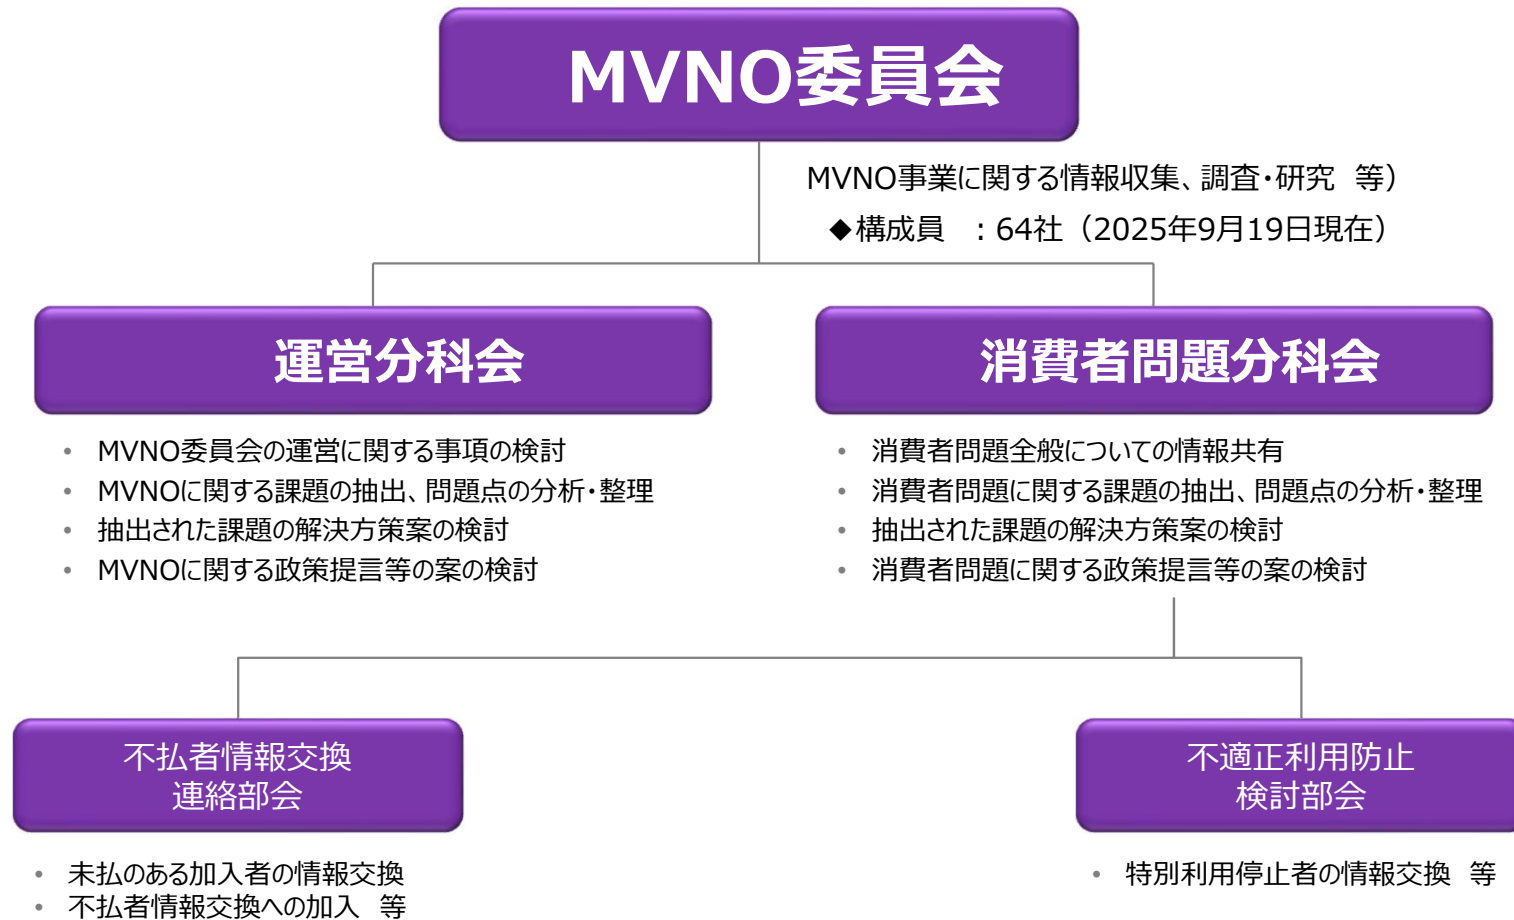 MVNO委員会
MVNO事業に関する情報収集、調査・研究　等）
◆構成員　：64社（2025年9月19日現在）
運営分科会
消費者問題分科会
• MVNO委員会の運営に関する事項の検討
• MVNOに関する課題の抽出、問題点の分析・整理
• 抽出された課題の解決方策案の検討
• MVNOに関する政策提言等の案の検討
• 消費者問題全般についての情報共有
• 消費者問題に関する課題の抽出、問題点の分析・整理
• 抽出された課題の解決方策案の検討
• 消費者問題に関する政策提言等の案の検討
不払者情報交換
連絡部会
不適正利用防止
検討部会
• 未払のある加入者の情報交換
• 不払者情報交換への加入　等
• 特別利用停止者の情報交換　等